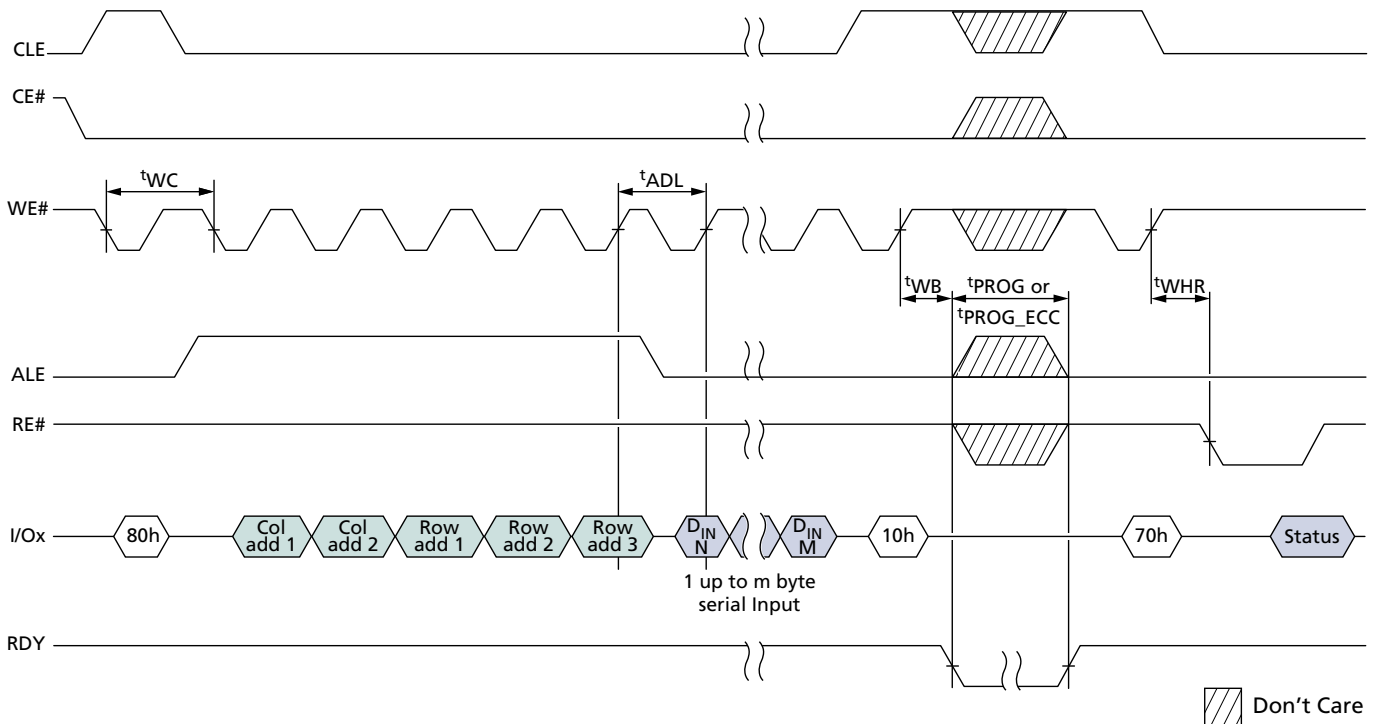 CLE
CE#
tWC
tADL
WE#
tWB
tPROG or
tPROG_ECC
tWHR
ALE
RE#
I/Ox
80h
Col
add 1
Col
add 2
Row
add 1
Row
add 2
Row
add 3
DIN
N
DIN
M
10h
70h
Status
1 up to m byte
serial Input
RDY
Don't Care